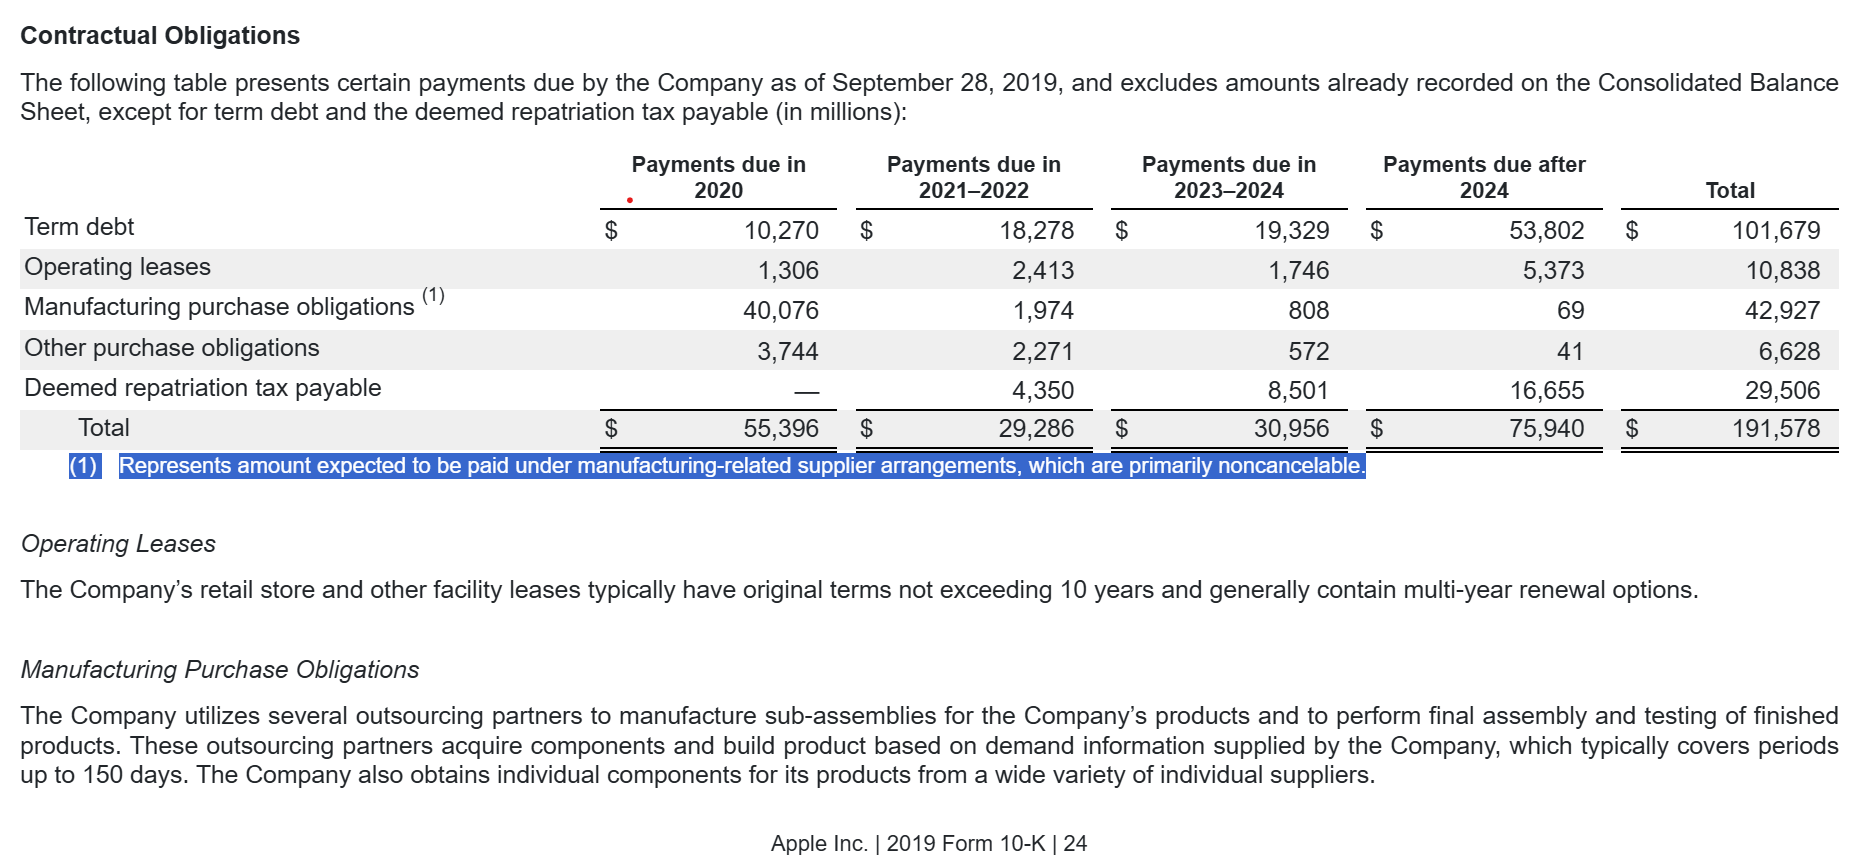 Contractual Obligations
The following table presents certain payments due by the Company as of September 28, 2019, and excludes amounts already recorded on the Consolidated Balance
Sheet, except for term debt and the deemed repatriation tax payable (in millions):
Payments due in 2020 Payments due in 2021–2022 Payments due in 2023–2024 Payments due after 2024 Total
Term debt $ 10,270 $ 18,278 $ 19,329 $ 53,802 $ 101,679
Operating leases 1,306 2,413 1,746 5,373 10,838
Manufacturing purchase obligations (1) 40,076 1,974 808 69 42,927
Other purchase obligations 3,744 2,271 572 41 6,628
Deemed repatriation tax payable — 4,350 8,501 16,655 29,506
Total $ 55,396 $ 29,286 $ 30,956 $ 75,940 $ 191,578
(1) Represents amount expected to be paid under manufacturing-related supplier arrangements, which are primarily noncancelable.
Operating Leases
The Company’s retail store and other facility leases typically have original terms not exceeding 10 years and generally contain multi-year renewal options.
Manufacturing Purchase Obligations
The Company utilizes several outsourcing partners to manufacture sub-assemblies for the Company’s products and to perform final assembly and testing of finished
products. These outsourcing partners acquire components and build product based on demand information supplied by the Company, which typically covers periods
up to 150 days. The Company also obtains individual components for its products from a wide variety of individual suppliers.
Apple Inc. | 2019 Form 10-K | 24